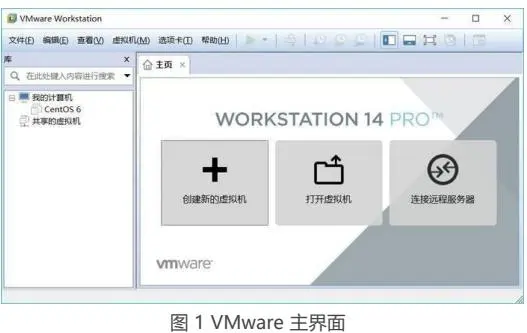 VMware Workstation
文件(F) 编辑(E) 查看(V) 虚拟机(M) 选项卡(T) 帮助(H)
库
主页
在此处键入内容进行搜索
我的计算机
CentOS 6
共享的虚拟机
WORKSTATION 14 PRO™
创建新的虚拟机
打开虚拟机
连接远程服务器
vmware
图 1 VMware 主界面